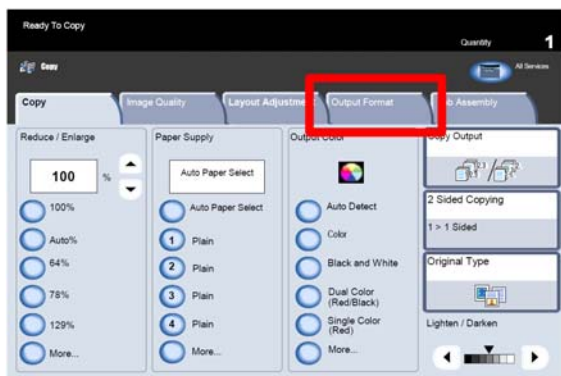 Ready To Copy
Quantity 1
Copy
All Services
Copy
Image Quality
Layout Adjustment
Output Format
Job Assembly
Reduce / Enlarge
100 %
100%
Auto%
64%
78%
129%
More...
Paper Supply
Auto Paper Select
Auto Paper Select
1 Plain
2 Plain
3 Plain
4 Plain
More...
Output Color
Auto Detect
Color
Black and White
Dual Color
(Red/Black)
Single Color
(Red)
More...
Copy Output
2 Sided Copying
1 > 1 Sided
Original Type
Lighten / Darken